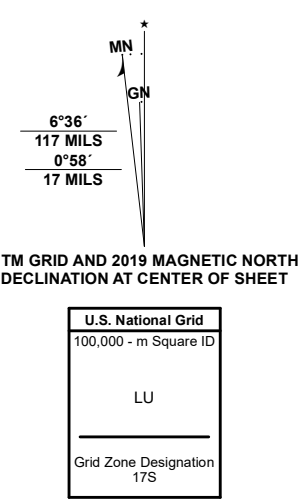 MN
GN
6°36´
117 MILS
0°58´
17 MILS
TM GRID AND 2019 MAGNETIC NORTH
DECLINATION AT CENTER OF SHEET
U.S. National Grid
100,000 - m Square ID
LU
Grid Zone Designation
17S